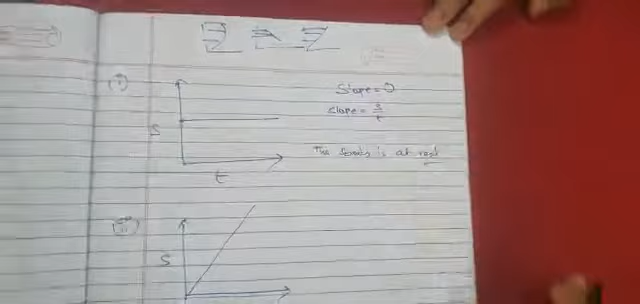 (i)
Slope = 0
slope = s/t
S
The body is at rest
t
(ii)
S